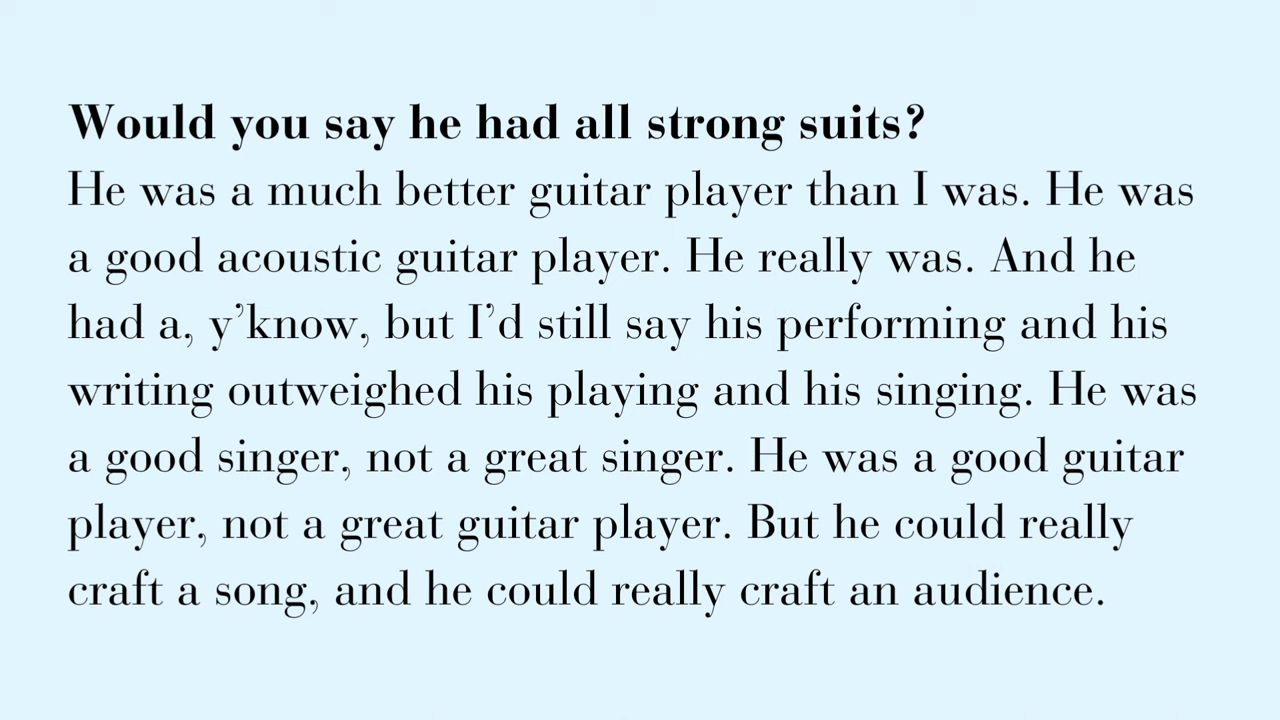 Would you say he had all strong suits?
He was a much better guitar player than I was. He was
a good acoustic guitar player. He really was. And he
had a, y’know, but I’d still say his performing and his
writing outweighed his playing and his singing. He was
a good singer, not a great singer. He was a good guitar
player, not a great guitar player. But he could really
craft a song, and he could really craft an audience.